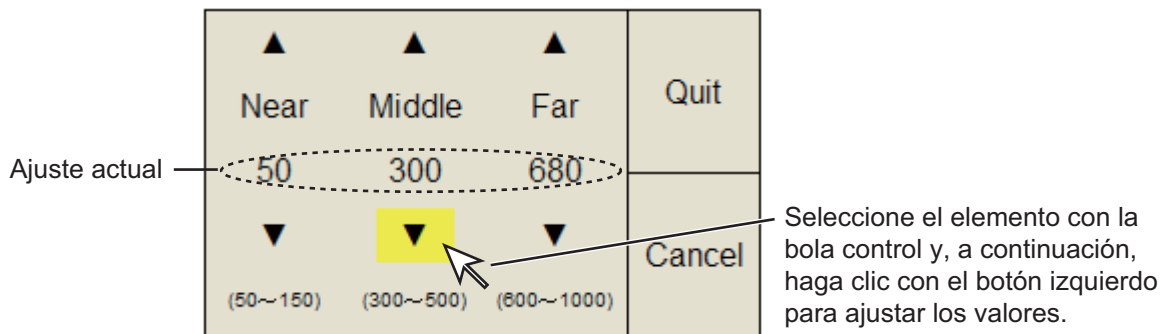 ▲ ▲ ▲
Near Middle Far
Quit
Ajuste actual
50 300 680
▼ ▼ ▼
Cancel
(50~150) (300~500) (600~1000)
Seleccione el elemento con la
bola control y, a continuación,
haga clic con el botón izquierdo
para ajustar los valores.